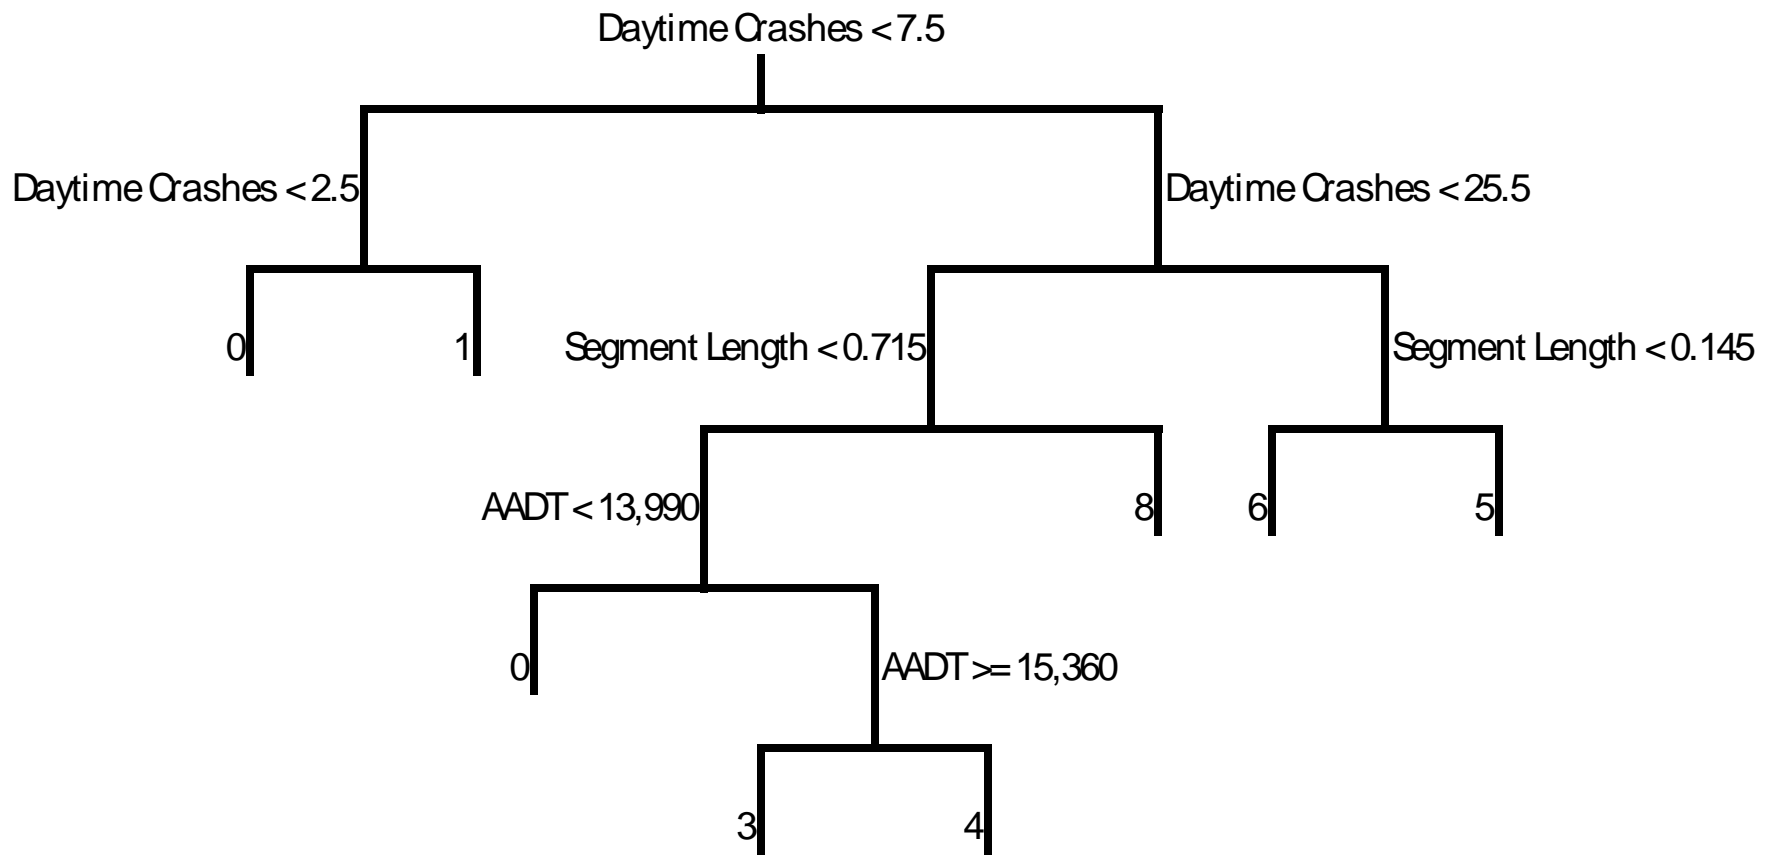 Daytime Crashes < 7.5
Daytime Crashes < 2.5
Daytime Crashes < 25.5
0
1
Segment Length < 0.715
Segment Length < 0.145
AADT < 13,990
8
6
5
0
AADT >= 15,360
3
4